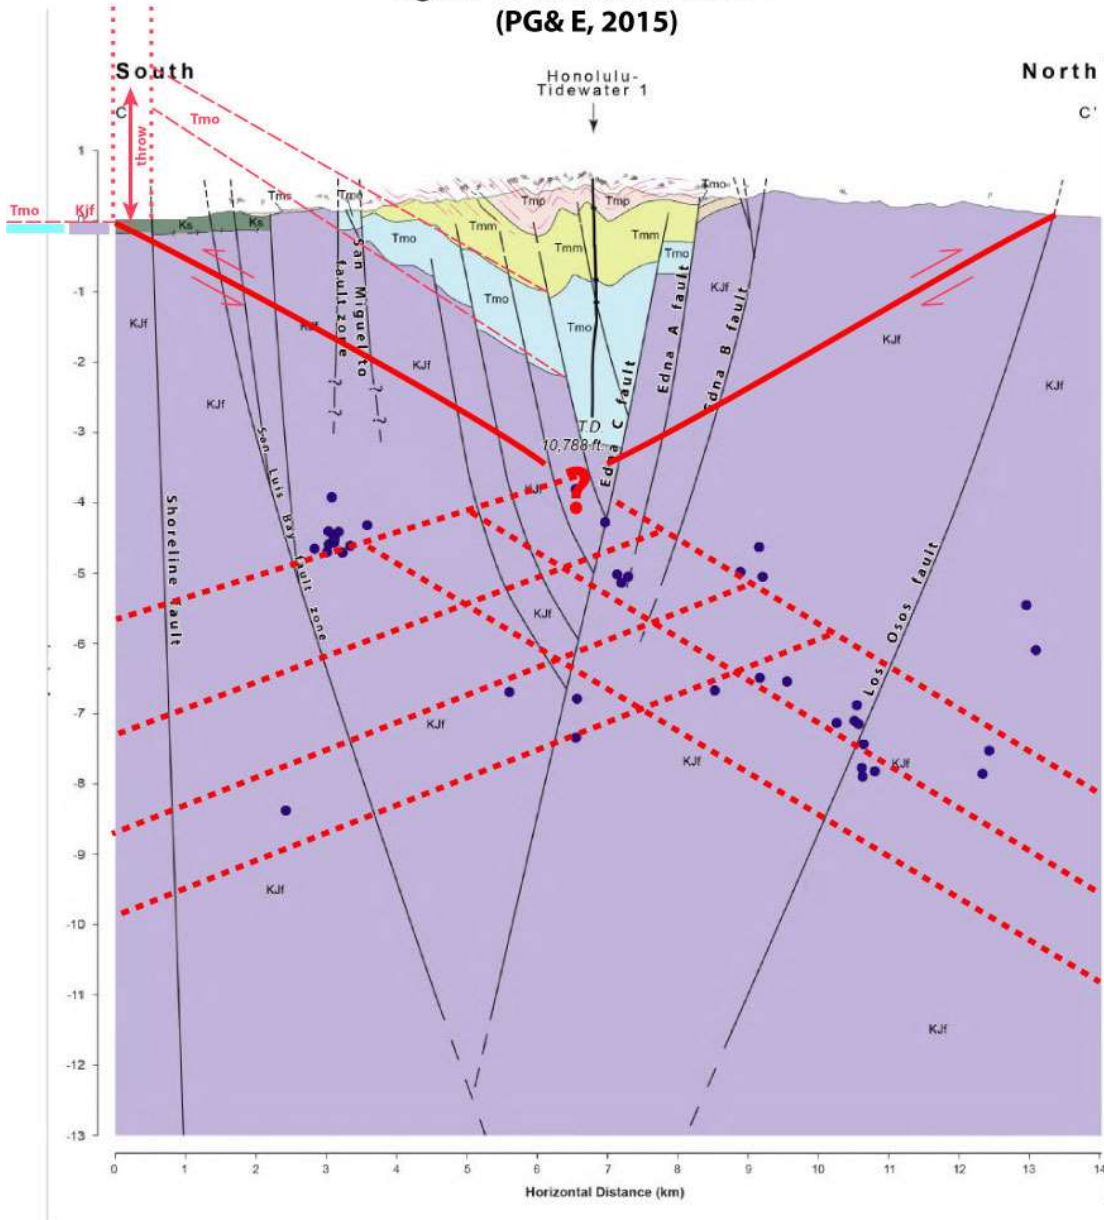 (PG& E, 2015)
South
North
Honolulu-
Tidewater 1
C
C'
Tmo
throw
1
Tmo
Kjf
0
Ks
Ks
Tms
Tmo
Tmp
Tmp
Tmo
Tmo
Tmm
Tmm
Tmm
Tmo
Tmo
Tmo
-1
KJf
KJf
KJf
KJf
KJf
KJf
KJf
San Miguelito
fault zone
Edna A fault
Edna B fault
Edna C fault
-2
?
?
?
?
-3
T.D.
10,788 ft.
?
KJf
-4
Shoreline fault
San Luis Bay fault zone
Los Osos fault
-5
KJf
-6
-7
KJf
KJf
KJf
-8
-9
KJf
-10
-11
KJf
-12
-13
0 1 2 3 4 5 6 7 8 9 10 11 12 13 14
Horizontal Distance (km)